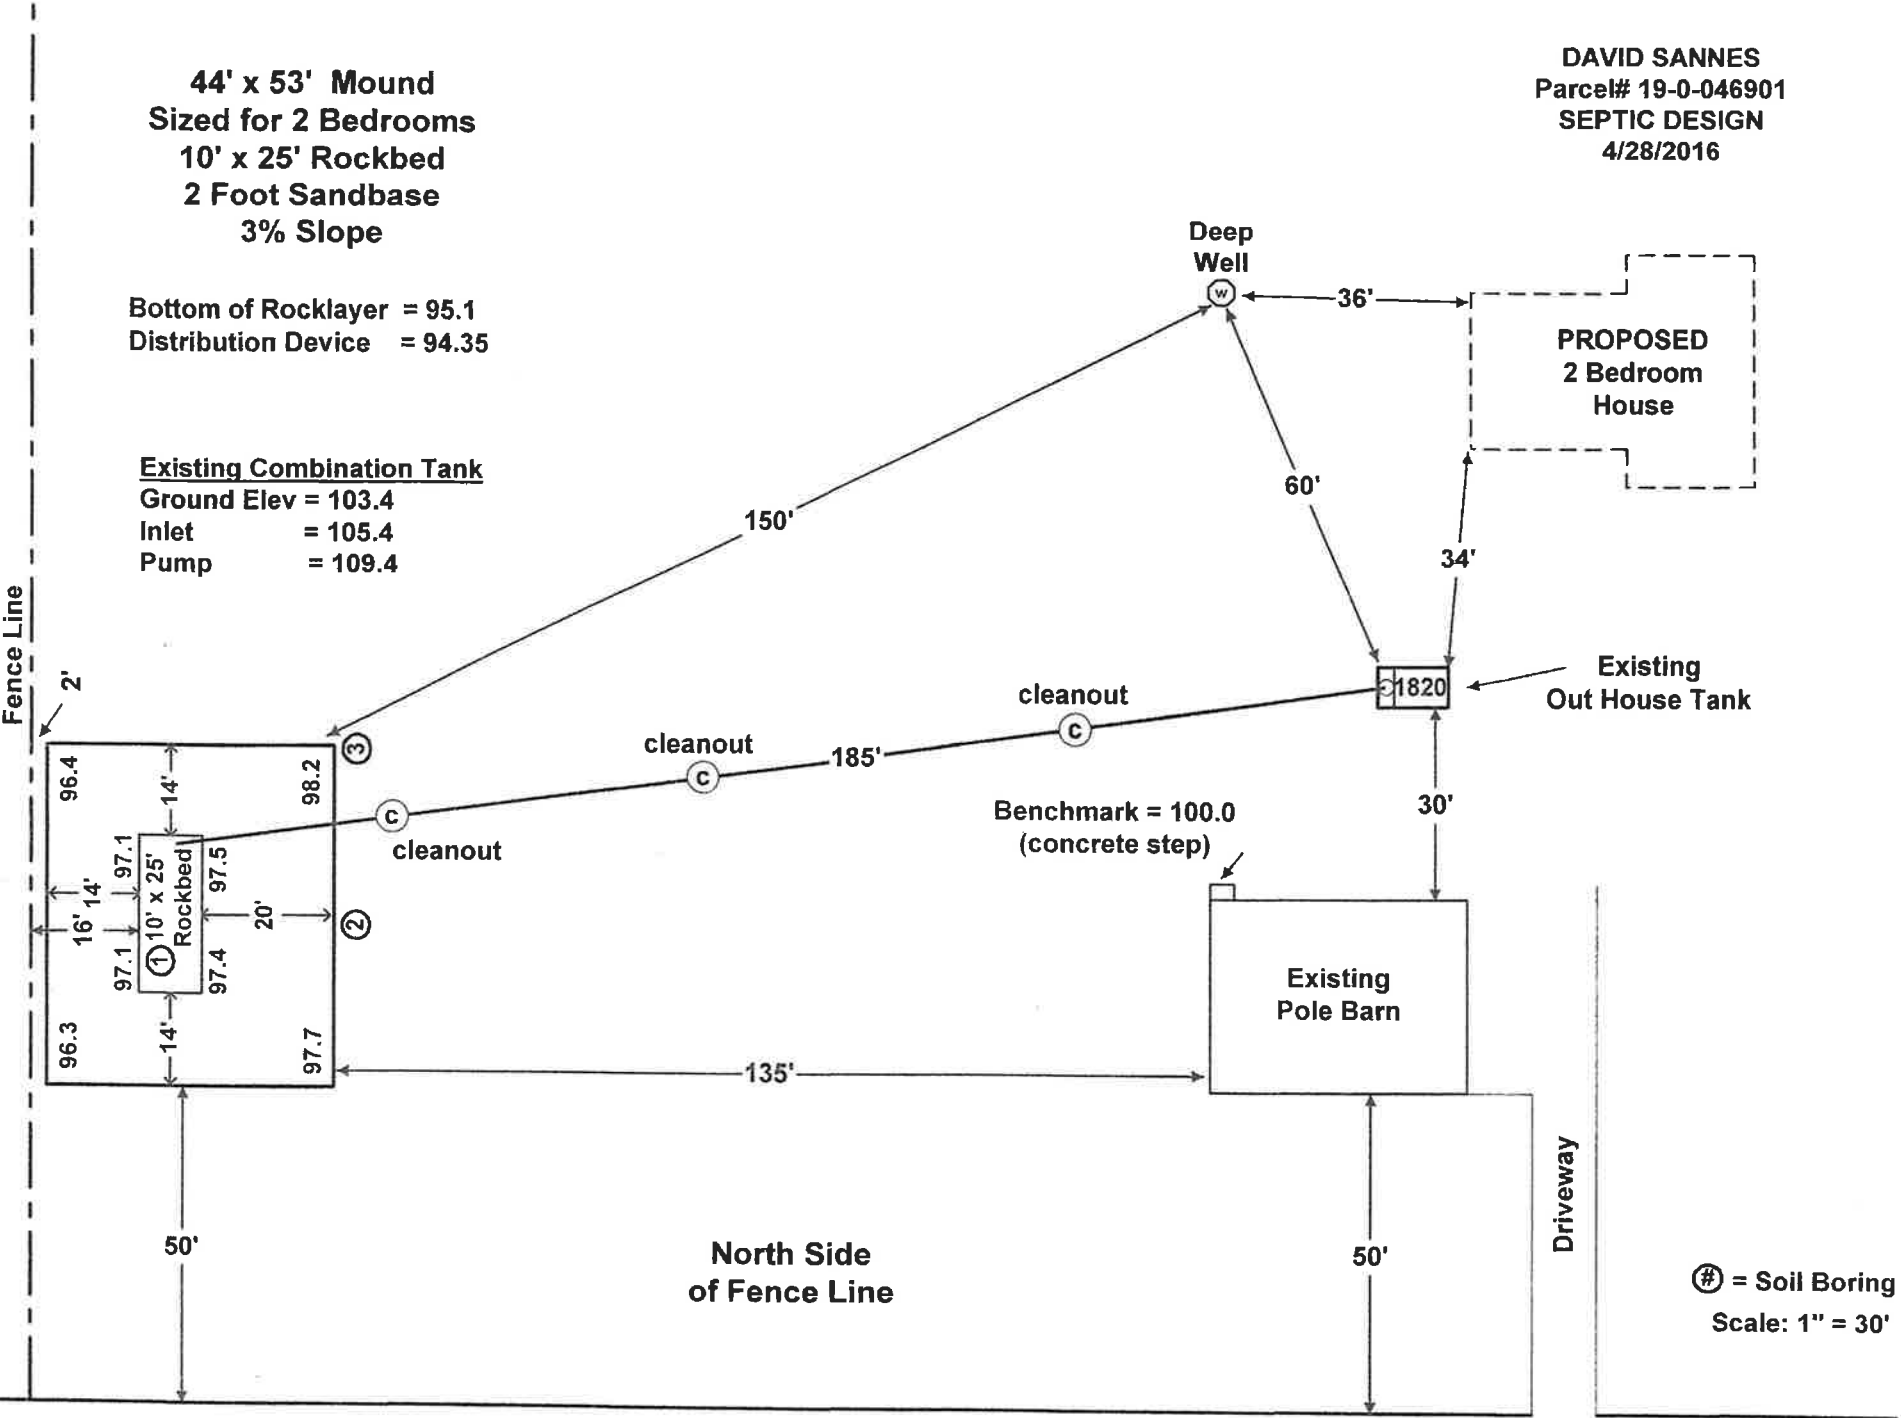 44' x 53' Mound
Sized for 2 Bedrooms
10' x 25' Rockbed
2 Foot Sandbase
3% Slope
DAVID SANNES
Parcel# 19-0-046901
SEPTIC DESIGN
4/28/2016
Bottom of Rocklayer = 95.1
Distribution Device = 94.35
Deep
Well
W
36'
PROPOSED
2 Bedroom
House
Existing Combination Tank
Ground Elev = 103.4
Inlet = 105.4
Pump = 109.4
150'
60'
34'
Fence Line
2'
1820
Existing
Out House Tank
cleanout
C
cleanout
C
185'
C
cleanout
3
96.4
14'
98.2
97.1
10' x 25'
Rockbed
97.5
14'
16'
20'
2
97.1
1
97.4
96.3
14'
97.7
Benchmark = 100.0
(concrete step)
30'
Existing
Pole Barn
135'
50'
North Side
of Fence Line
50'
Driveway
# = Soil Boring
Scale: 1" = 30'